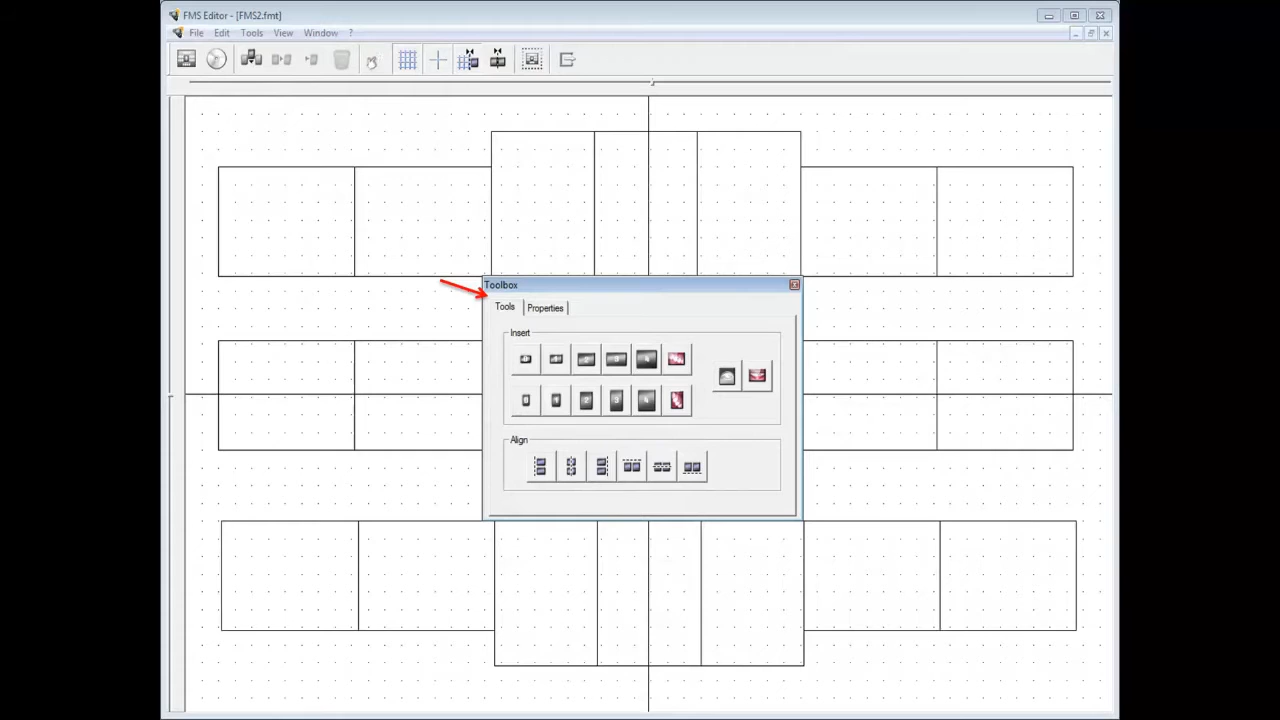 FMS Editor - [FMS2.fmt]
File Edit Tools View Window ?
Toolbox
Tools Properties
Insert
Align